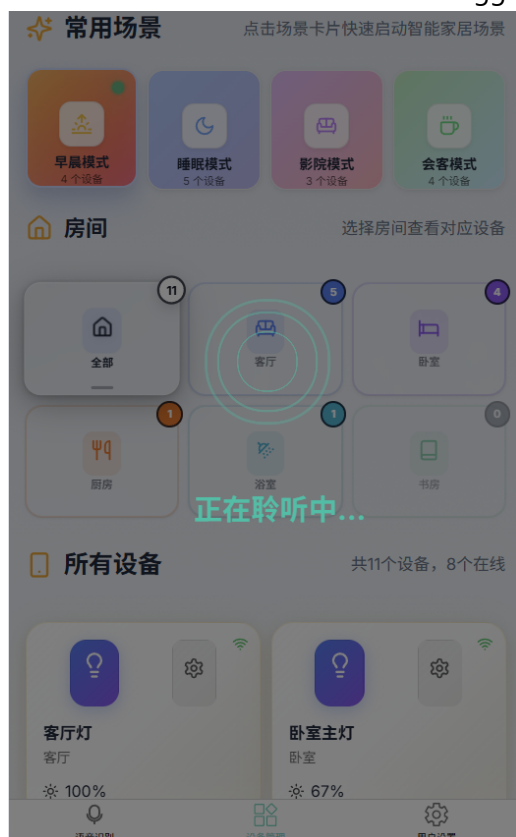 常用场景
点击场景卡片快速启动智能家居场景
早晨模式
4 个设备
睡眠模式
5 个设备
影院模式
3 个设备
会客模式
4 个设备
房间
选择房间查看对应设备
11
全部
5
客厅
4
卧室
1
厨房
1
浴室
0
书房
正在聆听中...
所有设备
共11个设备，8个在线
客厅灯
客厅
100%
卧室主灯
卧室
67%